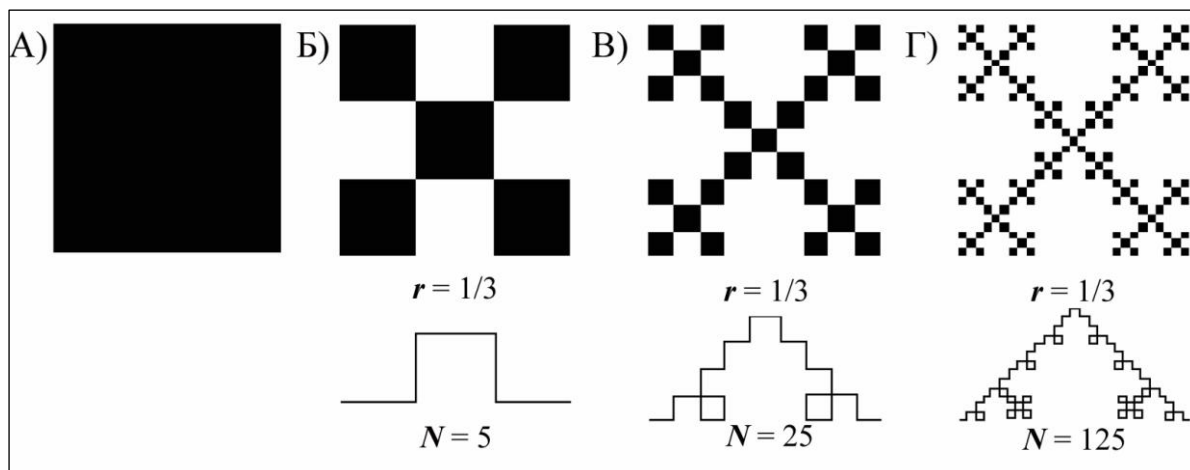 А) Б) В) Г)
r = 1/3 r = 1/3 r = 1/3
N = 5 N = 25 N = 125